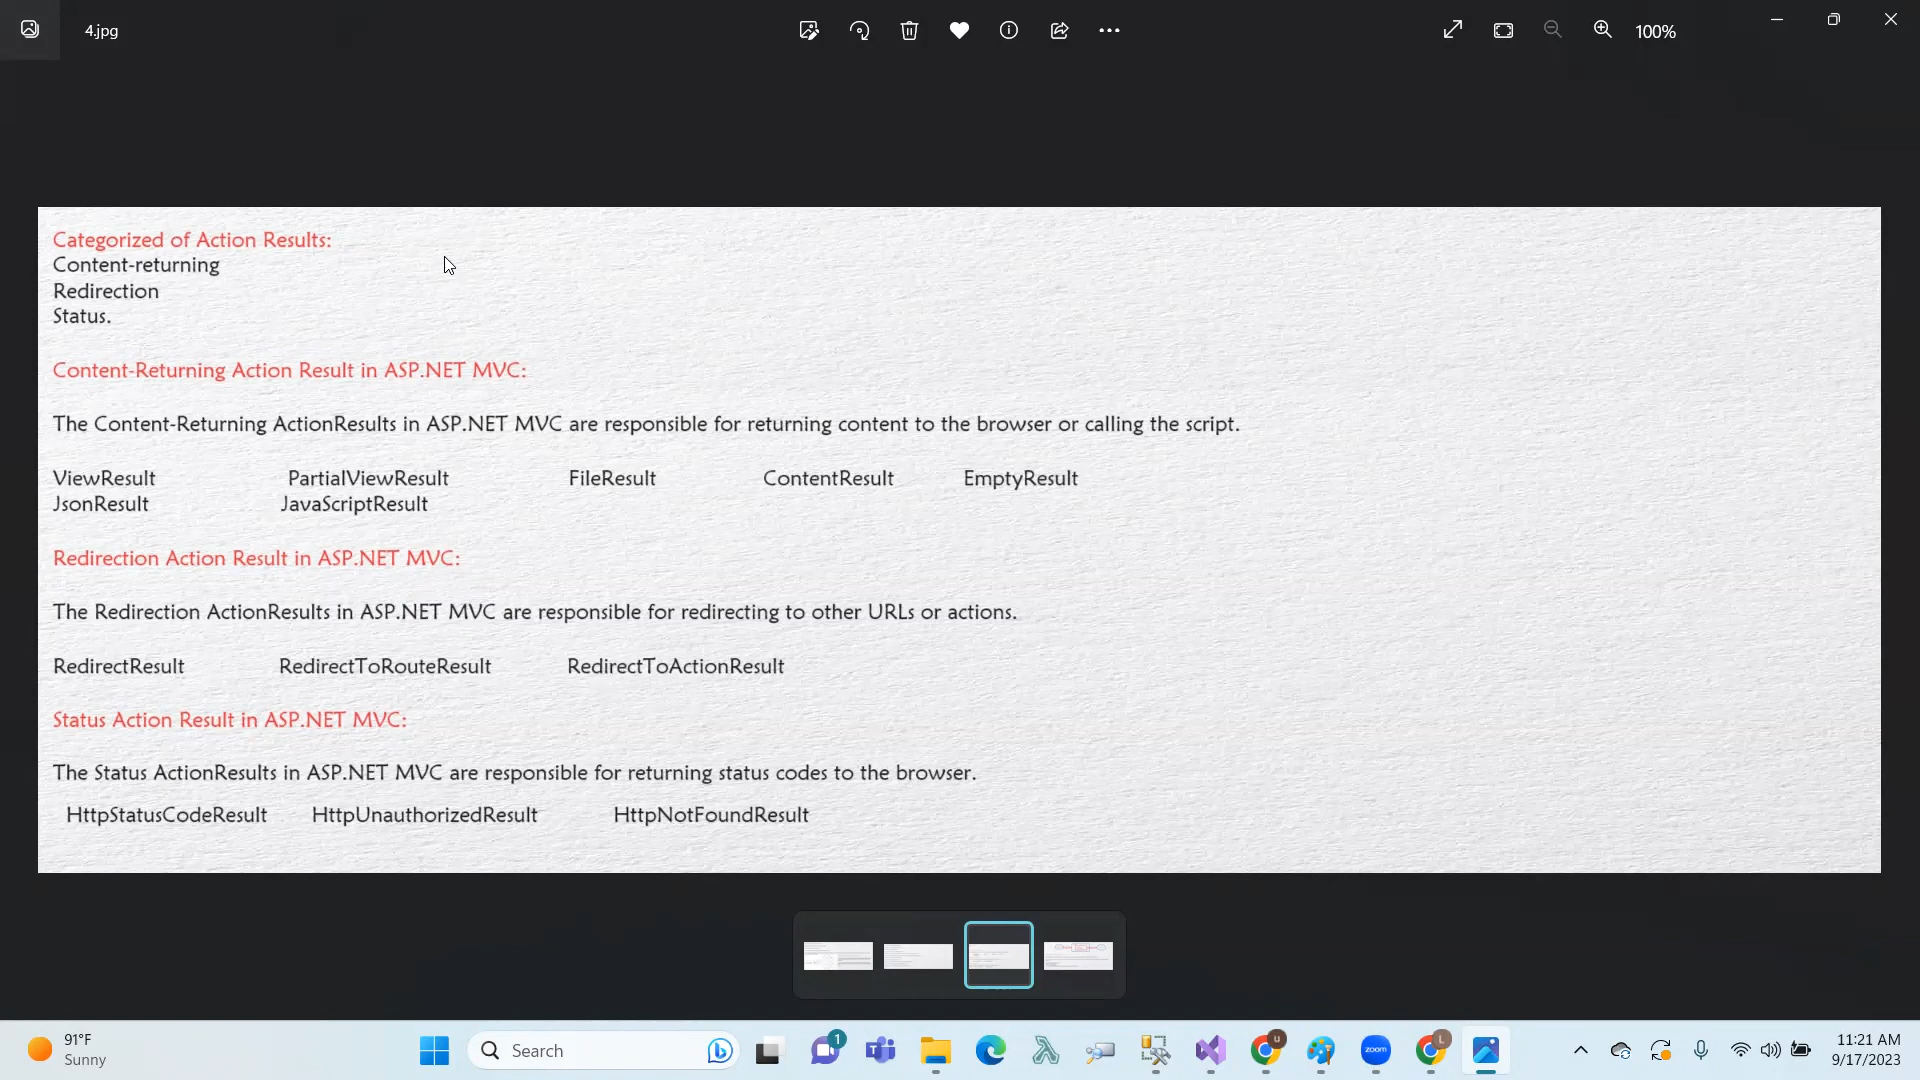 4.jpg
100%
Categorized of Action Results:
Content-returning
Redirection
Status.
Content-Returning Action Result in ASP.NET MVC:
The Content-Returning ActionResults in ASP.NET MVC are responsible for returning content to the browser or calling the script.
ViewResult PartialViewResult FileResult ContentResult EmptyResult
JsonResult JavaScriptResult
Redirection Action Result in ASP.NET MVC:
The Redirection ActionResults in ASP.NET MVC are responsible for redirecting to other URLs or actions.
RedirectResult RedirectToRouteResult RedirectToActionResult
Status Action Result in ASP.NET MVC:
The Status ActionResults in ASP.NET MVC are responsible for returning status codes to the browser.
HttpStatusCodeResult HttpUnauthorizedResult HttpNotFoundResult
91°F
Sunny
Search
1
zoom
u
L
11:21 AM
9/17/2023